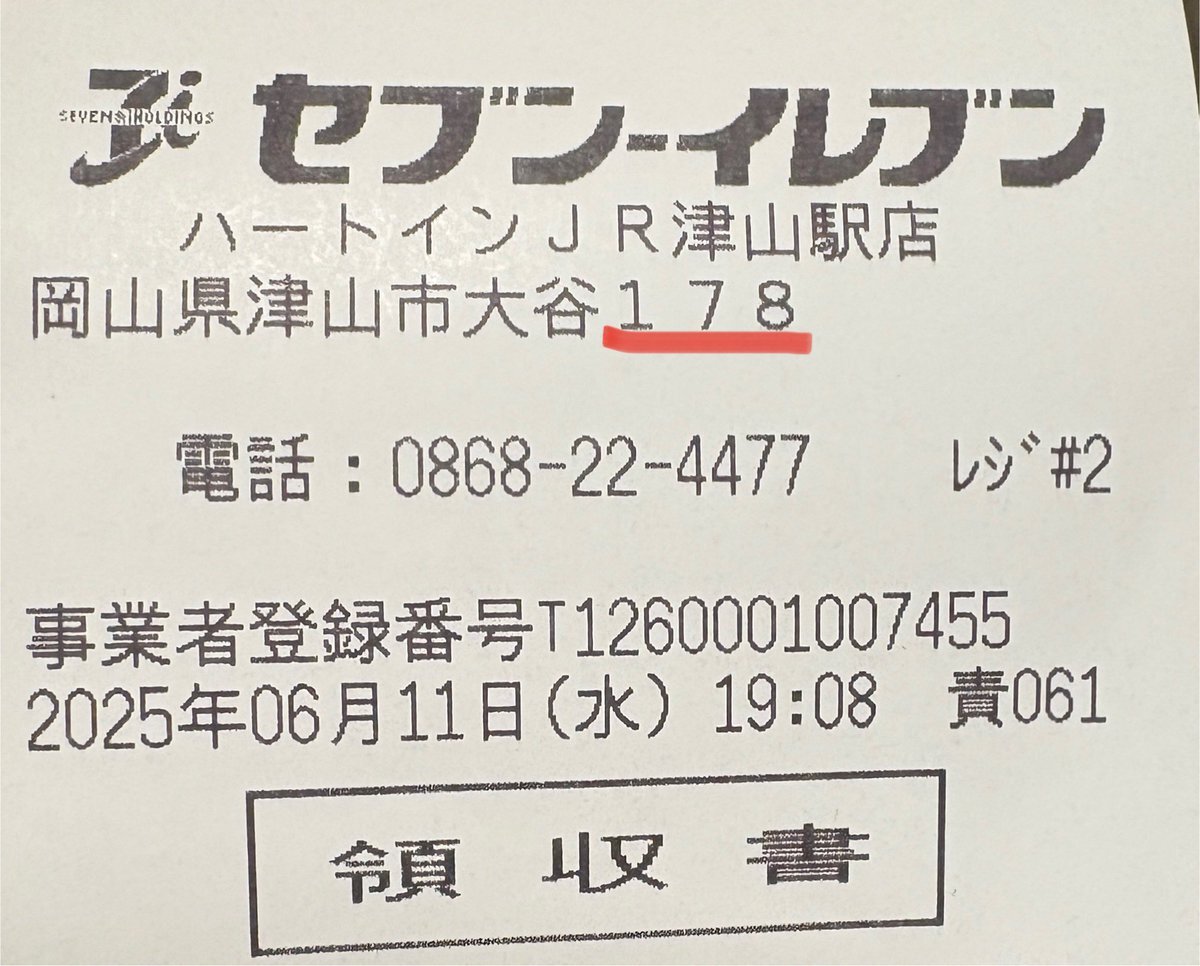 SEVEN&i HOLDINGS
セブン-イレブン
ハートインJR津山駅店
岡山県津山市大谷178
電話:0868-22-4477 レジ#2
事業者登録番号T1260001007455
2025年06月11日(水) 19:08 責061
領収書